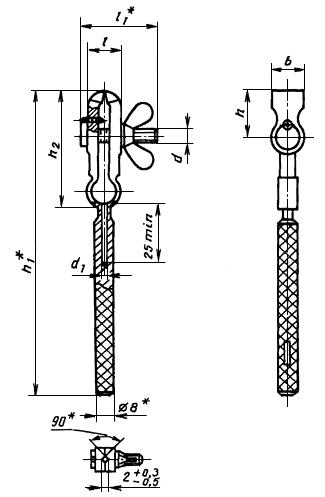 l₁*
l
b
h
h₂
d
h₁*
25 min
d₁
⌀8*
90*
2 +0,3 -0,5